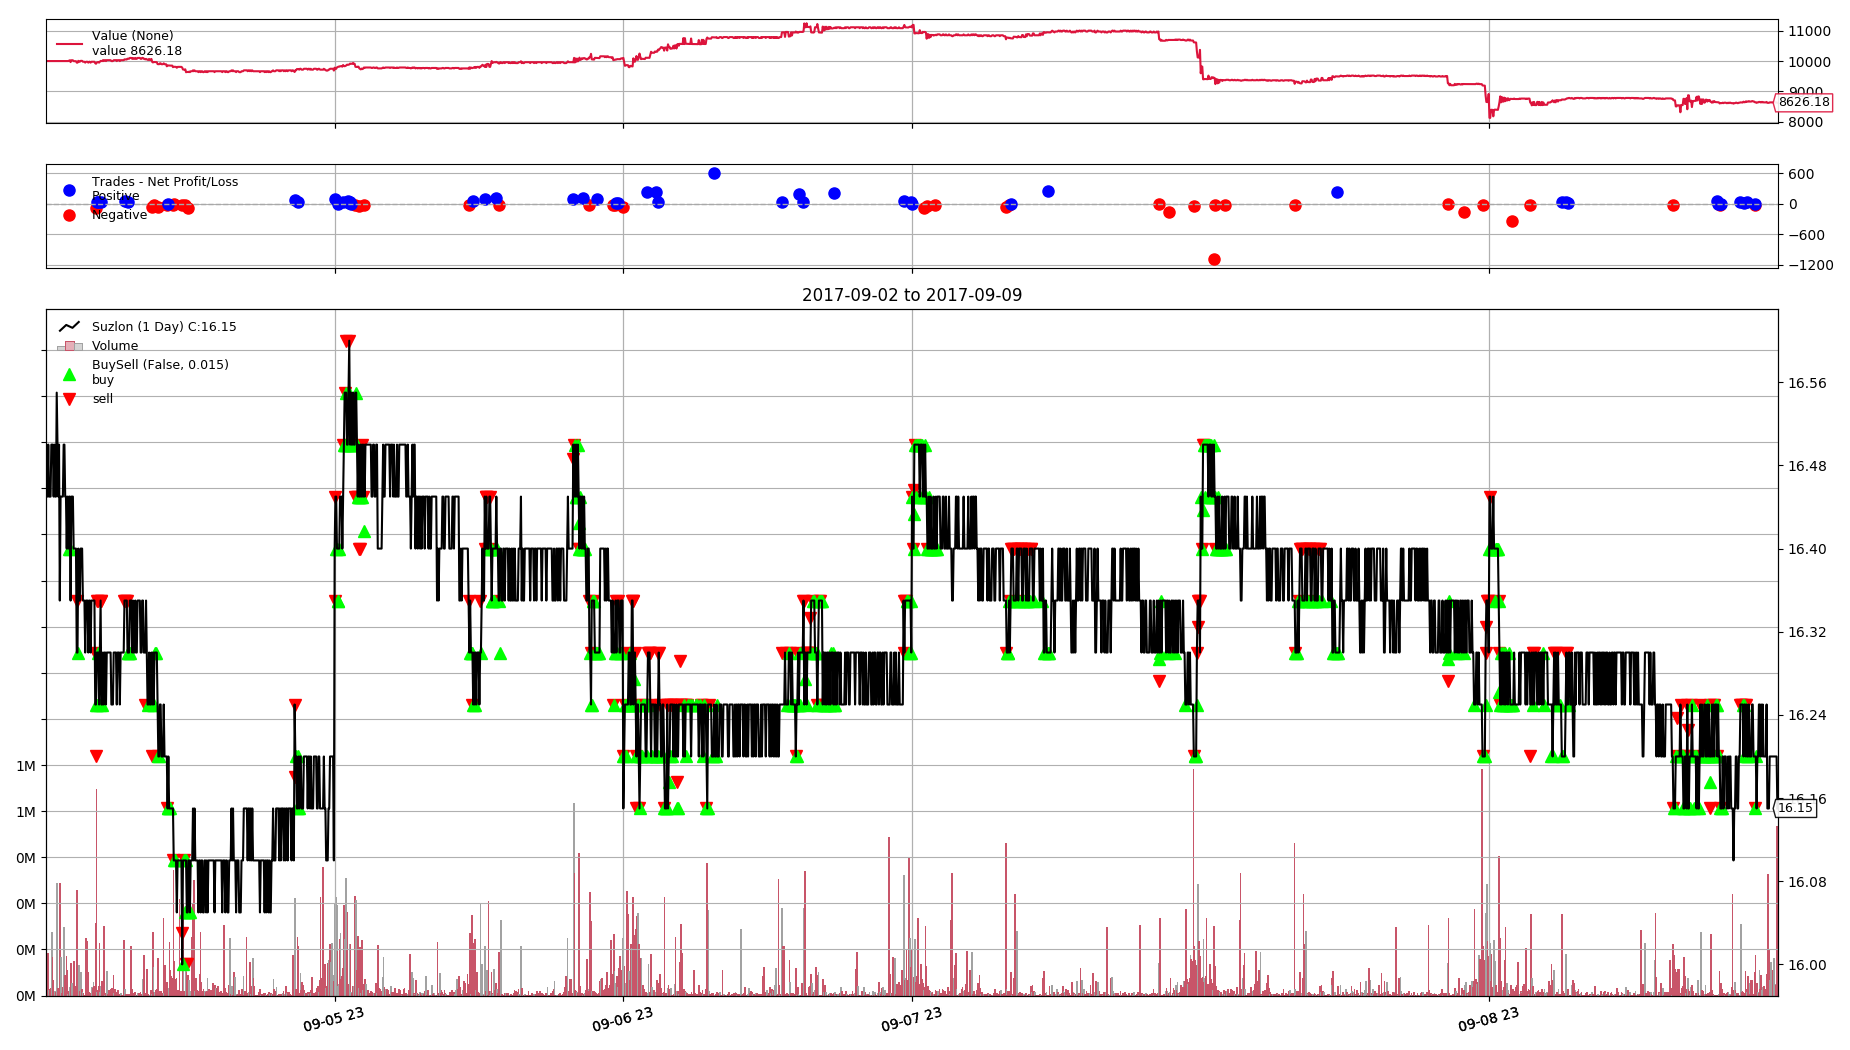 Value (None)
value 8626.18
11000
10000
9000
8626.18
8000
Trades - Net Profit/Loss
Positive
Negative
600
0
−600
−1200
2017-09-02 to 2017-09-09
Suzlon (1 Day) C:16.15
Volume
BuySell (False, 0.015)
buy
sell
16.56
16.48
16.40
16.32
16.24
16.16
16.15
16.08
16.00
1M
1M
0M
0M
0M
0M
09-05 23
09-06 23
09-07 23
09-08 23